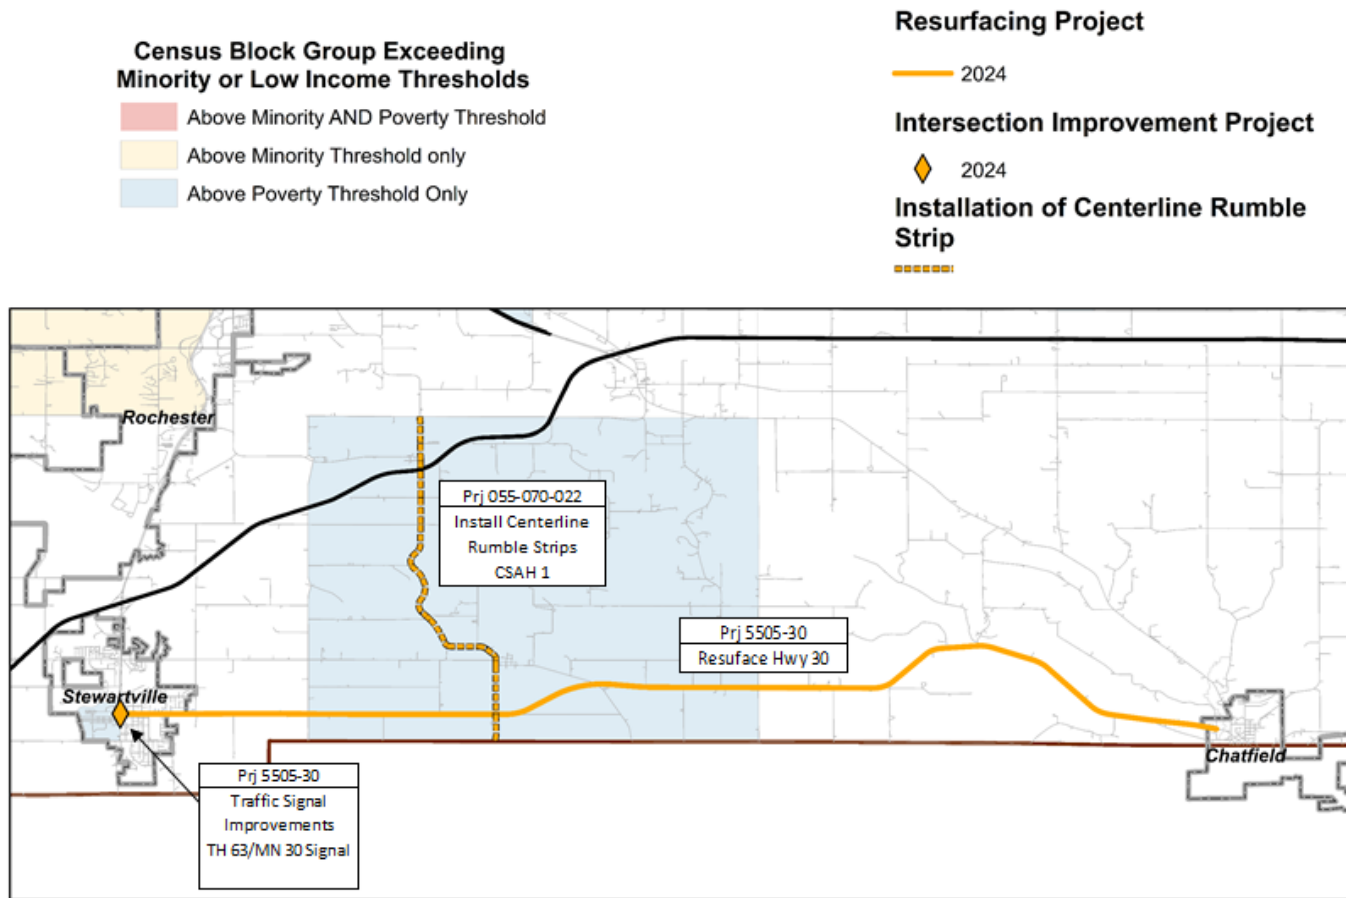 Census Block Group Exceeding
Minority or Low Income Thresholds
Above Minority AND Poverty Threshold
Above Minority Threshold only
Above Poverty Threshold Only
Resurfacing Project
2024
Intersection Improvement Project
2024
Installation of Centerline Rumble
Strip
Rochester
Prj 055-070-022
Install Centerline
Rumble Strips
CSAH 1
Prj 5505-30
Resuface Hwy 30
Stewartville
Chatfield
Prj 5505-30
Traffic Signal
Improvements
TH 63/MN 30 Signal